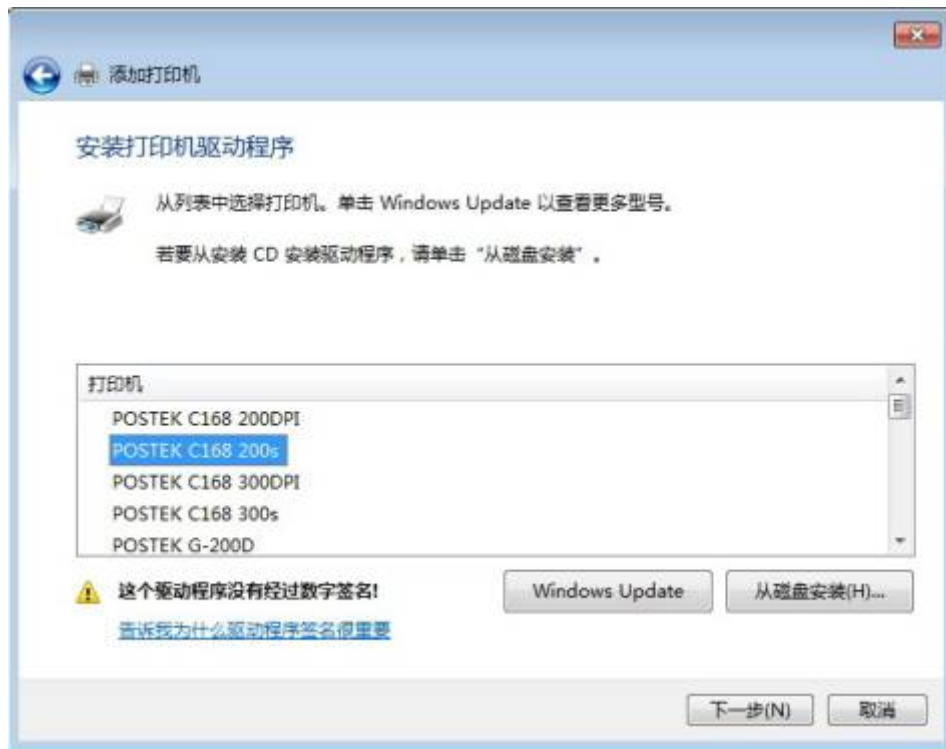 添加打印机
安装打印机驱动程序
从列表中选择打印机。单击 Windows Update 以查看更多型号。
若要从安装 CD 安装驱动程序，请单击“从磁盘安装”。
打印机
POSTEK C168 200DPI
POSTEK C168 200s
POSTEK C168 300DPI
POSTEK C168 300s
POSTEK G-200D
这个驱动程序没有经过数字签名!
Windows Update
从磁盘安装(H)...
告诉我为什么驱动程序签名很重要
下一步(N)
取消